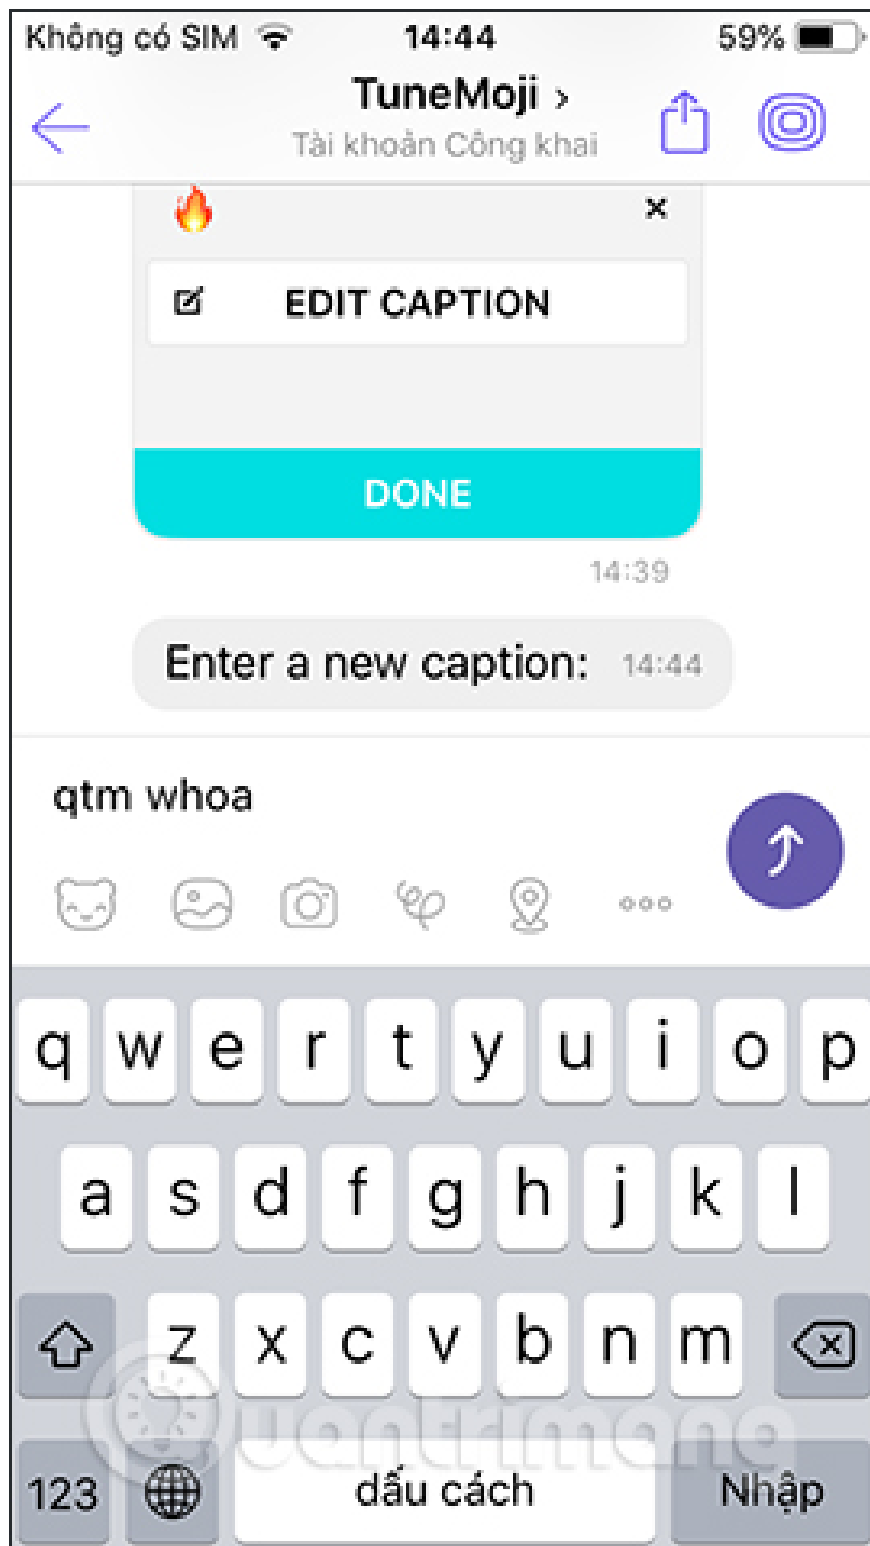 Không có SIM 14:44 59%
TuneMoji ›
Tài khoản Công khai
EDIT CAPTION
DONE
14:39
Enter a new caption: 14:44
qtm whoa
q w e r t y u i o p
a s d f g h j k l
z x c v b n m
uantrimang
123 dấu cách Nhập